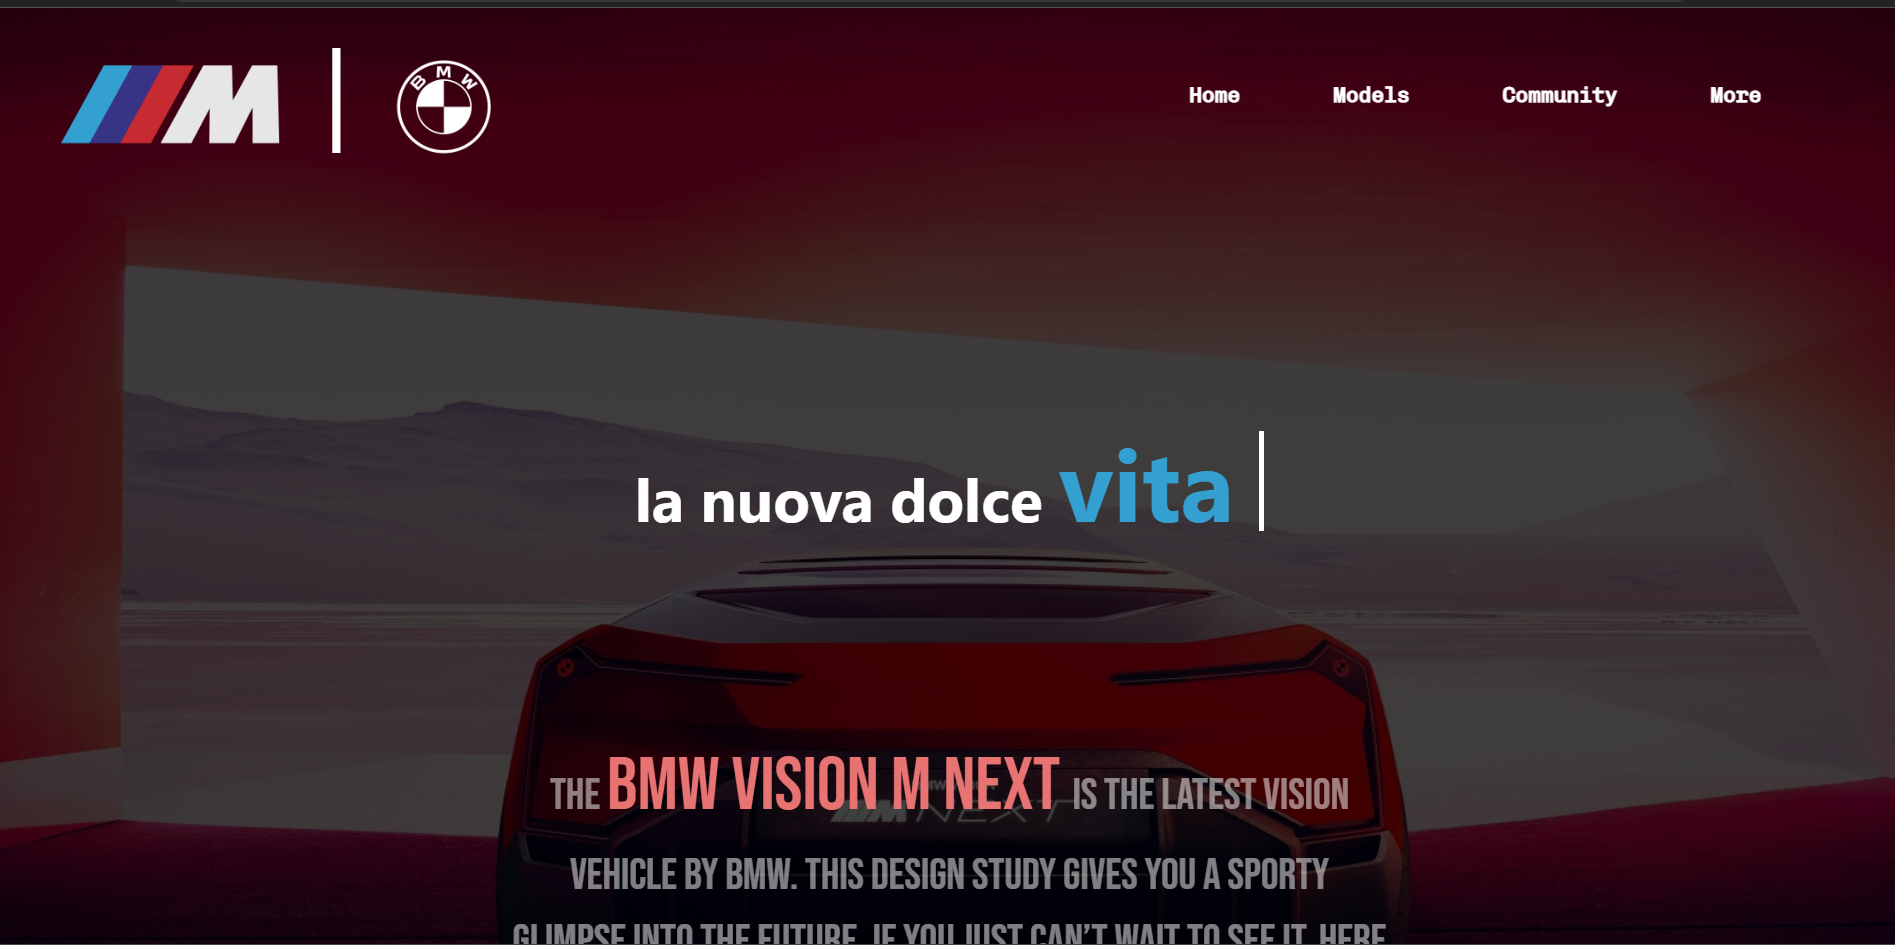 M
BMW
Home Models Community More
la nuova dolce vita
THE BMW VISION M NEXT IS THE LATEST VISION
M NEXT
VEHICLE BY BMW. THIS DESIGN STUDY GIVES YOU A SPORTY
GLIMPSE INTO THE FUTURE. IF YOU JUST CAN'T WAIT TO SEE IT, HERE